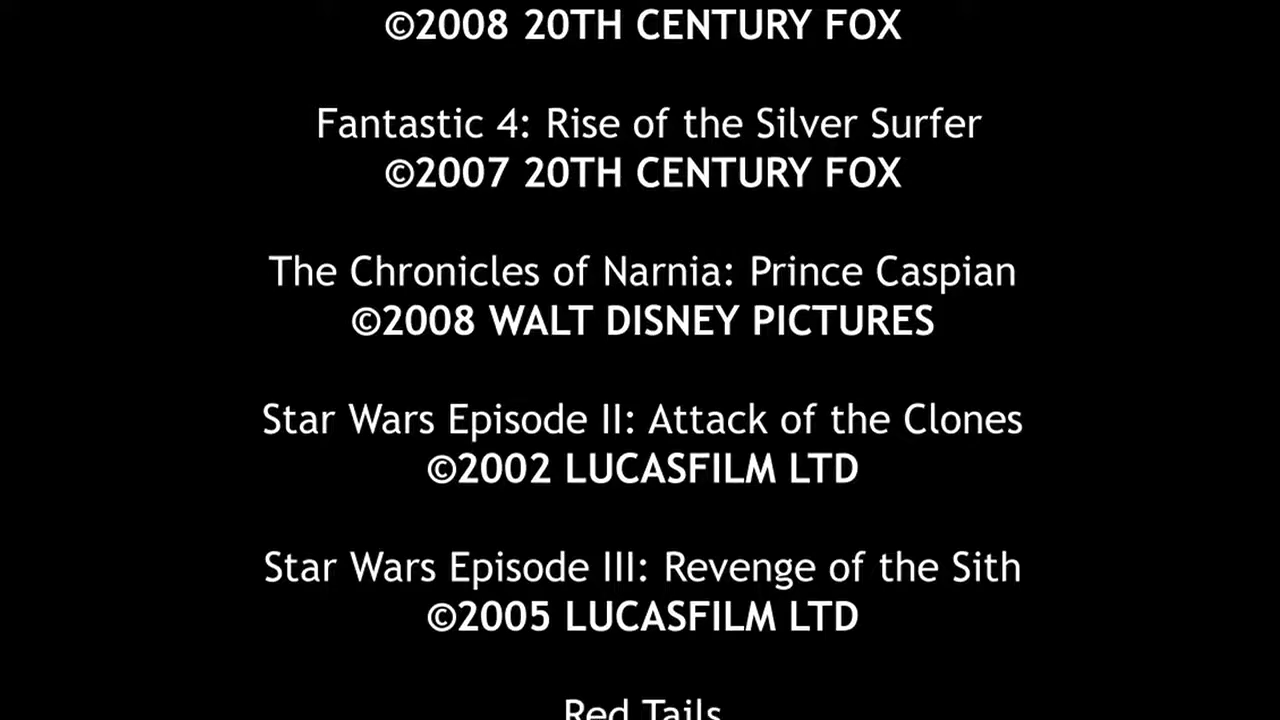 ©2008 20TH CENTURY FOX
Fantastic 4: Rise of the Silver Surfer
©2007 20TH CENTURY FOX
The Chronicles of Narnia: Prince Caspian
©2008 WALT DISNEY PICTURES
Star Wars Episode II: Attack of the Clones
©2002 LUCASFILM LTD
Star Wars Episode III: Revenge of the Sith
©2005 LUCASFILM LTD
Red Tails